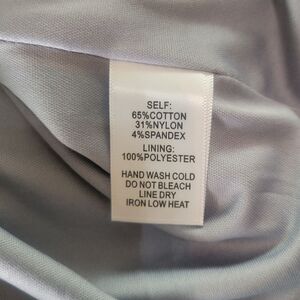 SELF:
65%COTTON
31%NYLON
4%SPANDEX
LINING:
100%POLYESTER
HAND WASH COLD
DO NOT BLEACH
LINE DRY
IRON LOW HEAT